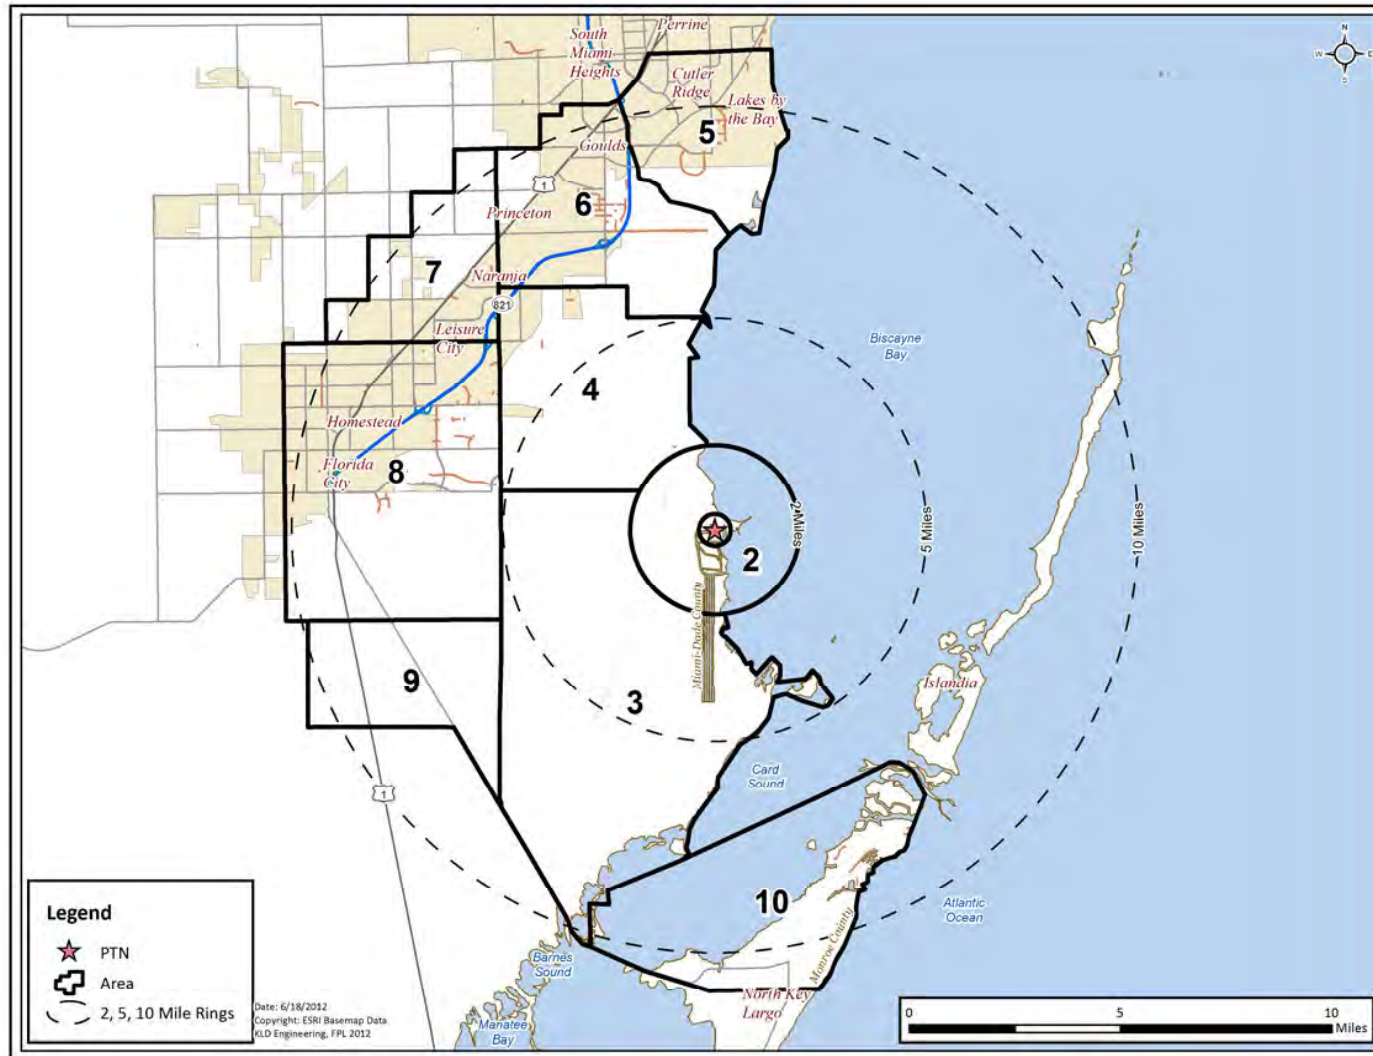 Perrine
South
Miami
Heights
N
W
E
S
Cutler
Ridge
Lakes by
the Bay
5
Goulds
1
6
Princeton
7
Naranja
821
Leisure
City
Biscayne
Bay
4
Homestead
Florida
City
8
2 Miles
5 Miles
10 Miles
2
Miami-Dade County
9
3
Islandia
Card
Sound
1
10
Monroe County
Atlantic
Ocean
Barnes
Sound
North Key
Largo
Manatee
Bay
Legend
PTN
Area
2, 5, 10 Mile Rings
Date: 6/18/2012
Copyright: ESRI Basemap Data
KLD Engineering, FPL 2012
0
5
10
Miles